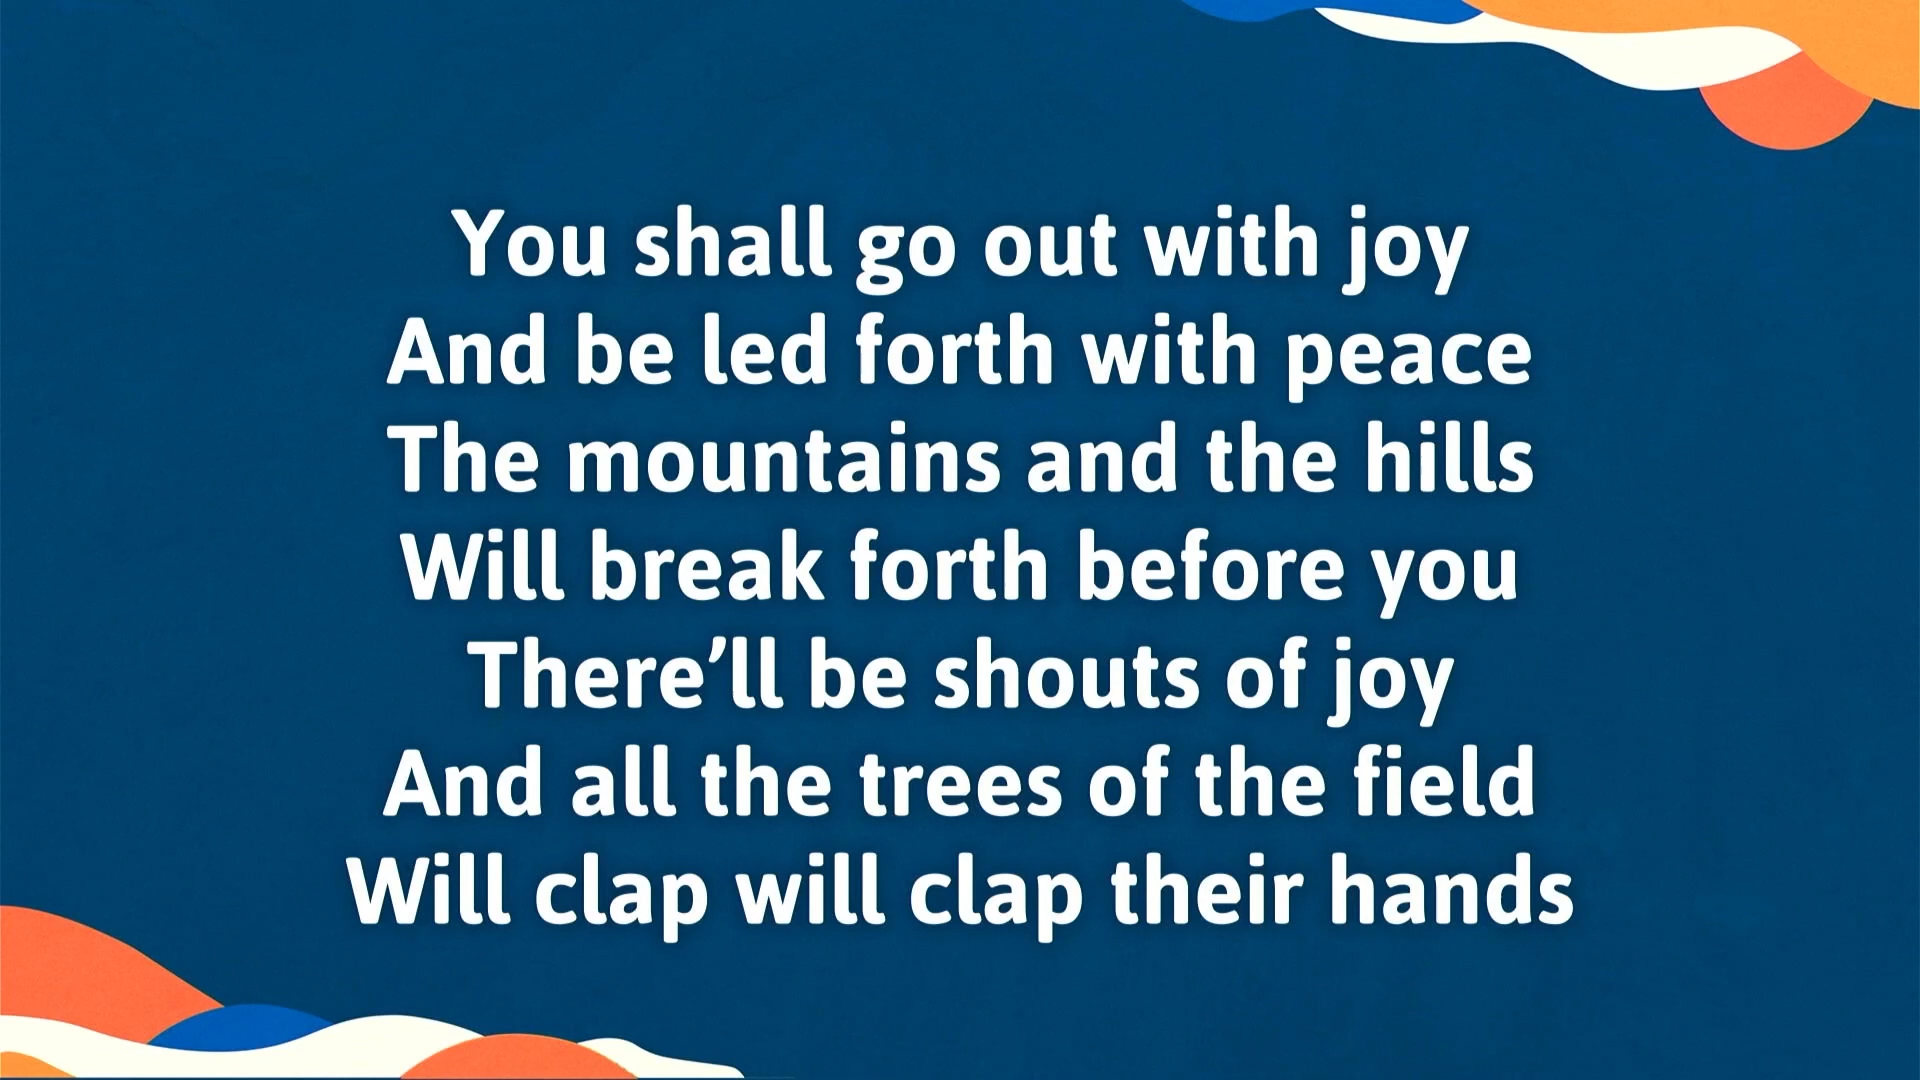 You shall go out with joy
And be led forth with peace
The mountains and the hills
Will break forth before you
There’ll be shouts of joy
And all the trees of the field
Will clap will clap their hands